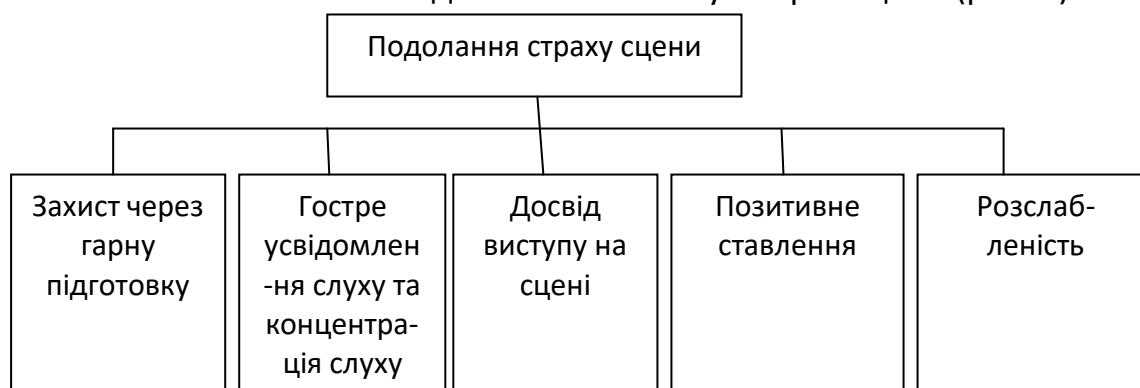 Подолання страху сцени
Захист через
гарну
підготовку
Гостре
усвідомлен
-ня слуху та
концентра-
ція слуху
Досвід
виступу на
сцені
Позитивне
ставлення
Розслаб-
леність